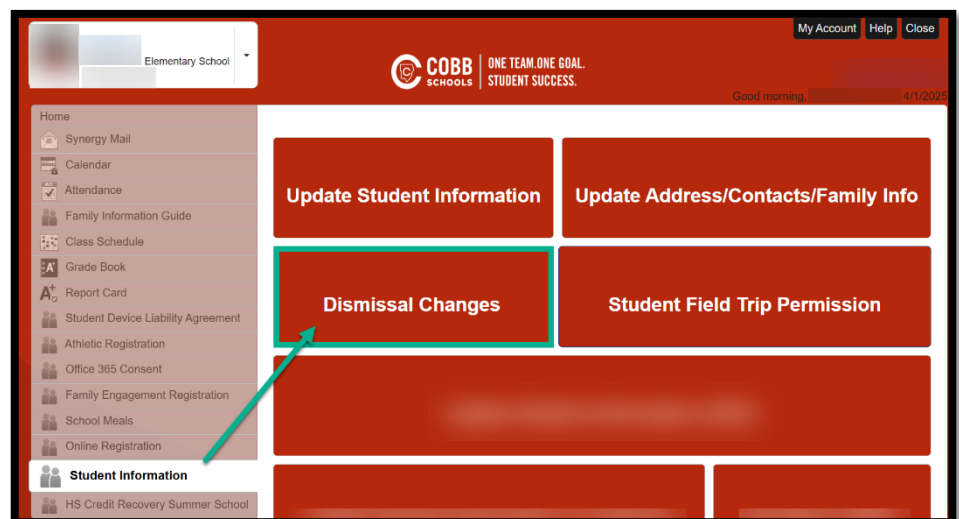 My Account Help Close
Elementary School
COBB
SCHOOLS
ONE TEAM.ONE GOAL.
STUDENT SUCCESS.
Good morning, 4/1/2025
Home
Synergy Mail
Calendar
Attendance
Family Information Guide
Class Schedule
Grade Book
Report Card
Student Device Liability Agreement
Athletic Registration
Office 365 Consent
Family Engagement Registration
School Meals
Online Registration
Student Information
HS Credit Recovery Summer School
Update Student Information
Update Address/Contacts/Family Info
Dismissal Changes
Student Field Trip Permission